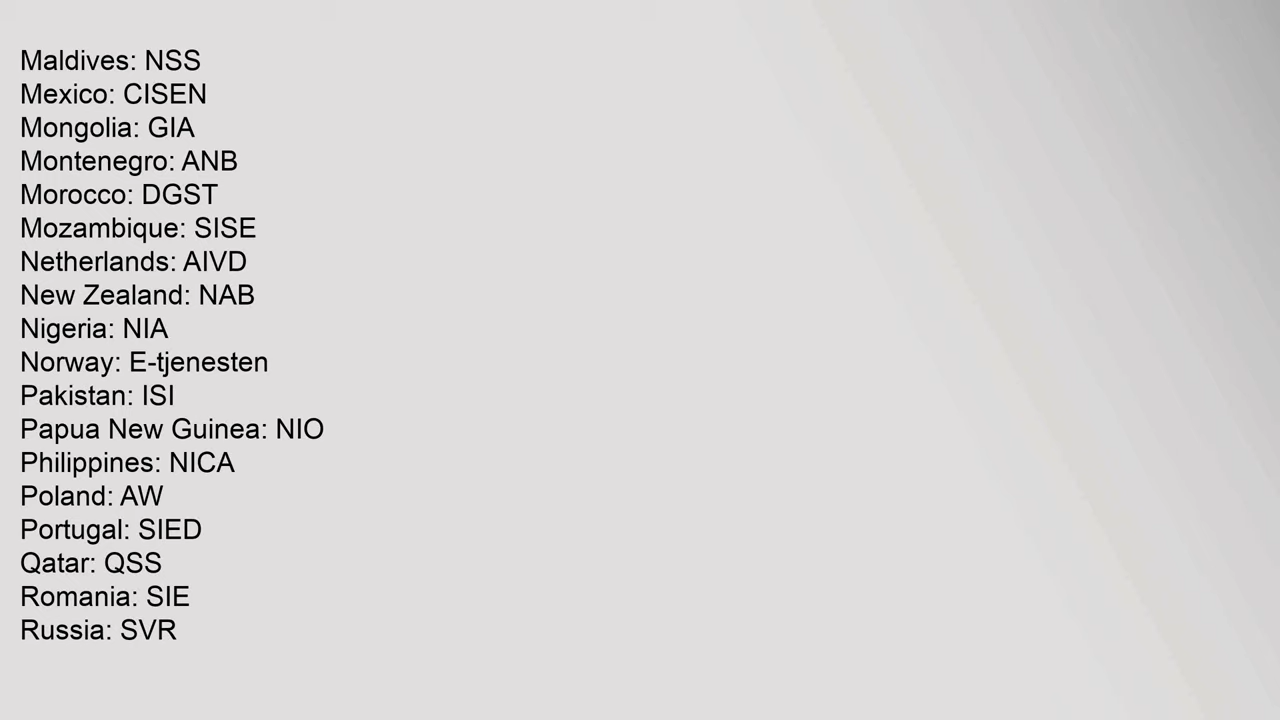 Maldives: NSS
Mexico: CISEN
Mongolia: GIA
Montenegro: ANB
Morocco: DGST
Mozambique: SISE
Netherlands: AIVD
New Zealand: NAB
Nigeria: NIA
Norway: E-tjenesten
Pakistan: ISI
Papua New Guinea: NIO
Philippines: NICA
Poland: AW
Portugal: SIED
Qatar: QSS
Romania: SIE
Russia: SVR